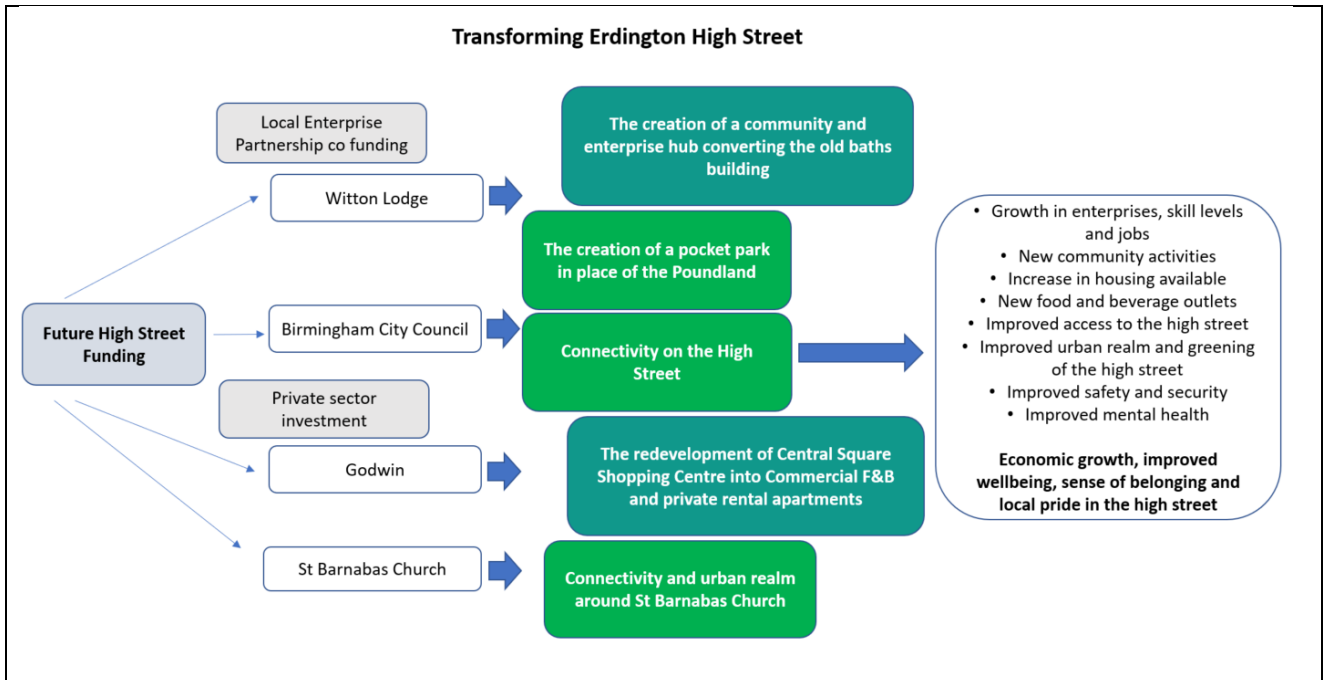 Transforming Erdington High Street
Local Enterprise
Partnership co funding
Witton Lodge
The creation of a community and
enterprise hub converting the old baths
building
The creation of a pocket park
in place of the Poundland
Future High Street
Funding
Birmingham City Council
Connectivity on the High
Street
Private sector
investment
Godwin
The redevelopment of Central Square
Shopping Centre into Commercial F&B
and private rental apartments
St Barnabas Church
Connectivity and urban realm
around St Barnabas Church
• Growth in enterprises, skill levels
and jobs
• New community activities
• Increase in housing available
• New food and beverage outlets
• Improved access to the high street
• Improved urban realm and greening
of the high street
• Improved safety and security
• Improved mental health
Economic growth, improved
wellbeing, sense of belonging and
local pride in the high street